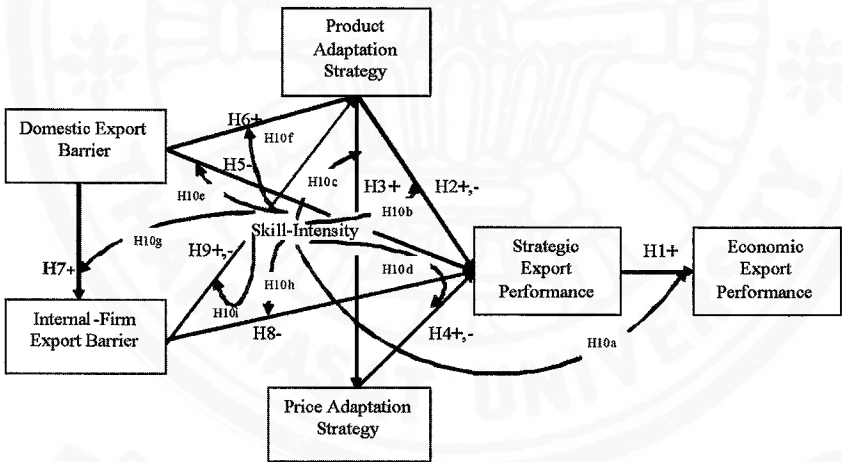 Product
Adaptation
Strategy
H6+
Domestic Export
Barrier
H10f
H5-
H10c
H3+
H2+,-
H10e
H10b
Skill-Intensity
H10g
H9+,-
Strategic
Export
Performance
H1+
Economic
Export
Performance
H10d
H7+
H10h
H10i
Internal -Firm
Export Barrier
H8-
H4+,-
H10a
Price Adaptation
Strategy
UNIVERSITY